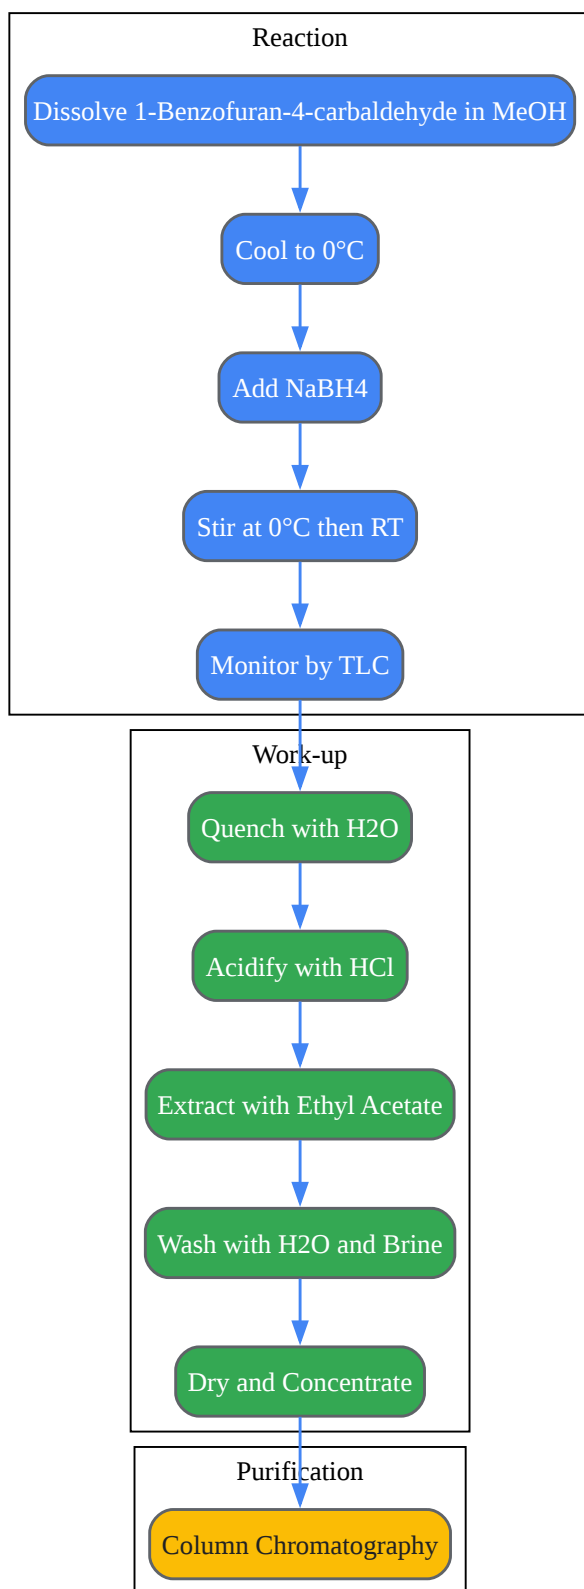 Reaction
Dissolve 1-Benzofuran-4-carbaldehyde in MeOH
Cool to 0°C
Add NaBH4
Stir at 0°C then RT
Monitor by TLC
Work-up
Quench with H2O
Acidify with HCl
Extract with Ethyl Acetate
Wash with H2O and Brine
Dry and Concentrate
Purification
Column Chromatography